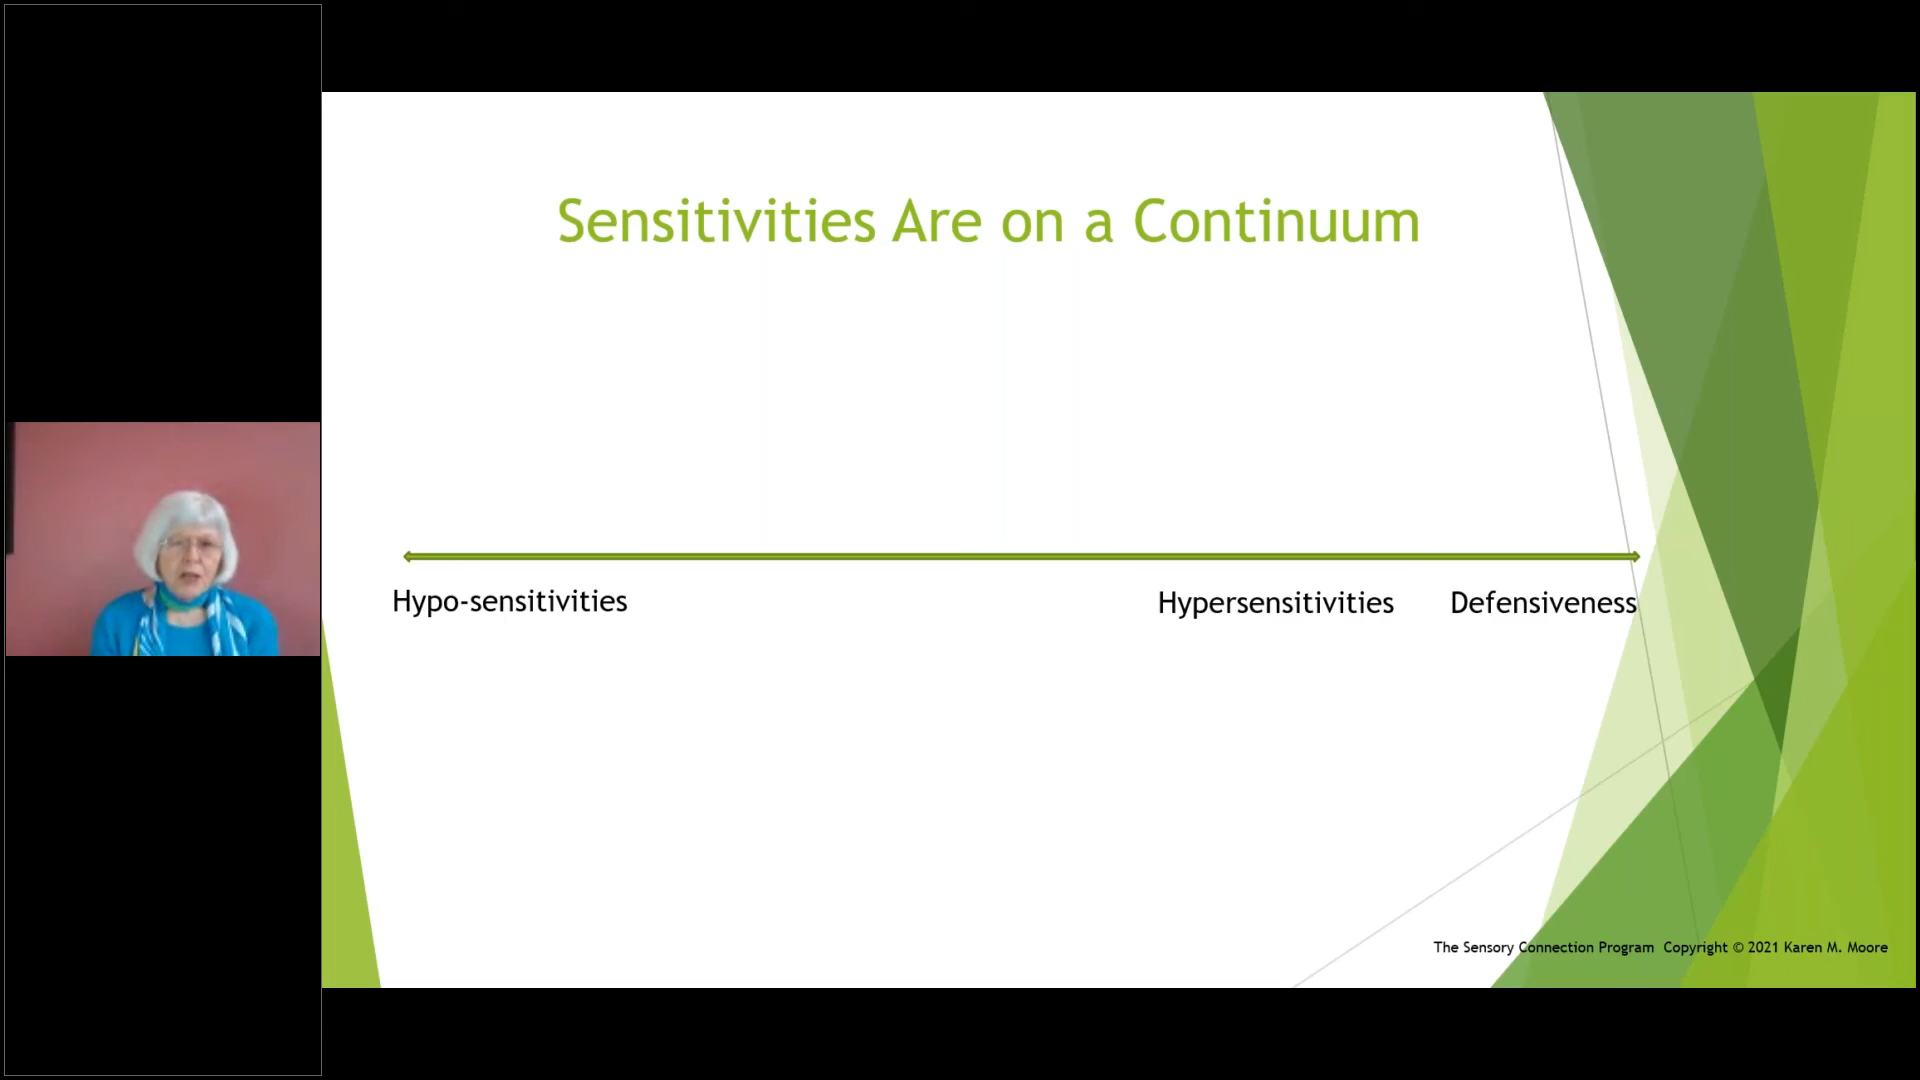 Sensitivities Are on a Continuum
Hypo-sensitivities
Hypersensitivities
Defensiveness
The Sensory Connection Program Copyright © 2021 Karen M. Moore